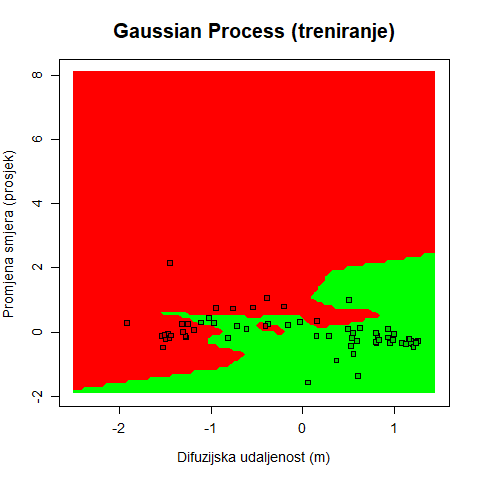 Gaussian Process (treniranje)
Promjena smjera (prosjek)
8
6
4
2
0
-2
-2 -1 0 1
Difuzijska udaljenost (m)